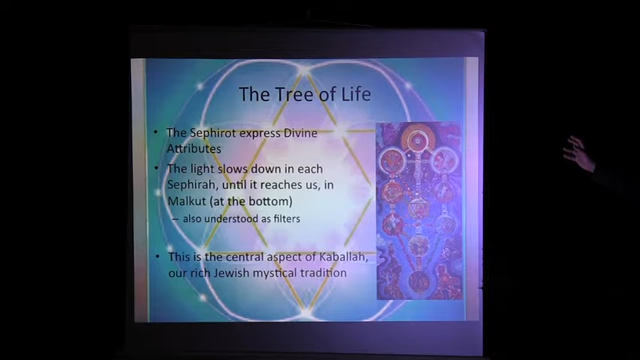 The Tree of Life
• The Sephirot express Divine
Attributes
• The light slows down in each
Sephirah, until it reaches us, in
Malkut (at the bottom)
– also understood as filters
• This is the central aspect of Kaballah,
our rich Jewish mystical tradition